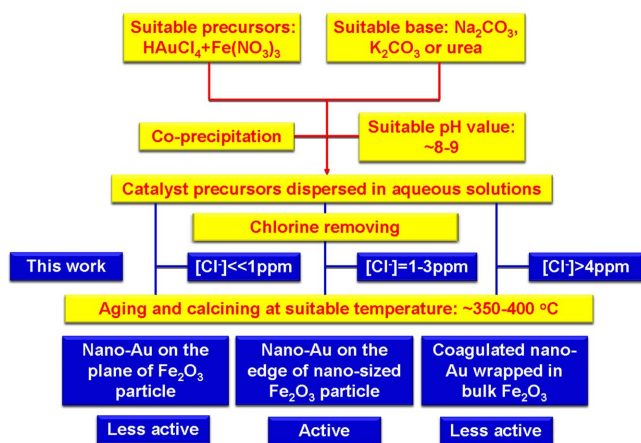 Suitable precursors:
HAuCl₄+Fe(NO₃)₃
Suitable base: Na₂CO₃,
K₂CO₃ or urea
Co-precipitation
Suitable pH value:
~8-9
Catalyst precursors dispersed in aqueous solutions
Chlorine removing
This work
[Cl⁻]<<1ppm
[Cl⁻]=1-3ppm
[Cl⁻]>4ppm
Aging and calcining at suitable temperature: ~350-400 °C
Nano-Au on the
plane of Fe₂O₃
particle
Nano-Au on the
edge of nano-sized
Fe₂O₃ particle
Coagulated nano-
Au wrapped in
bulk Fe₂O₃
Less active
Active
Less active